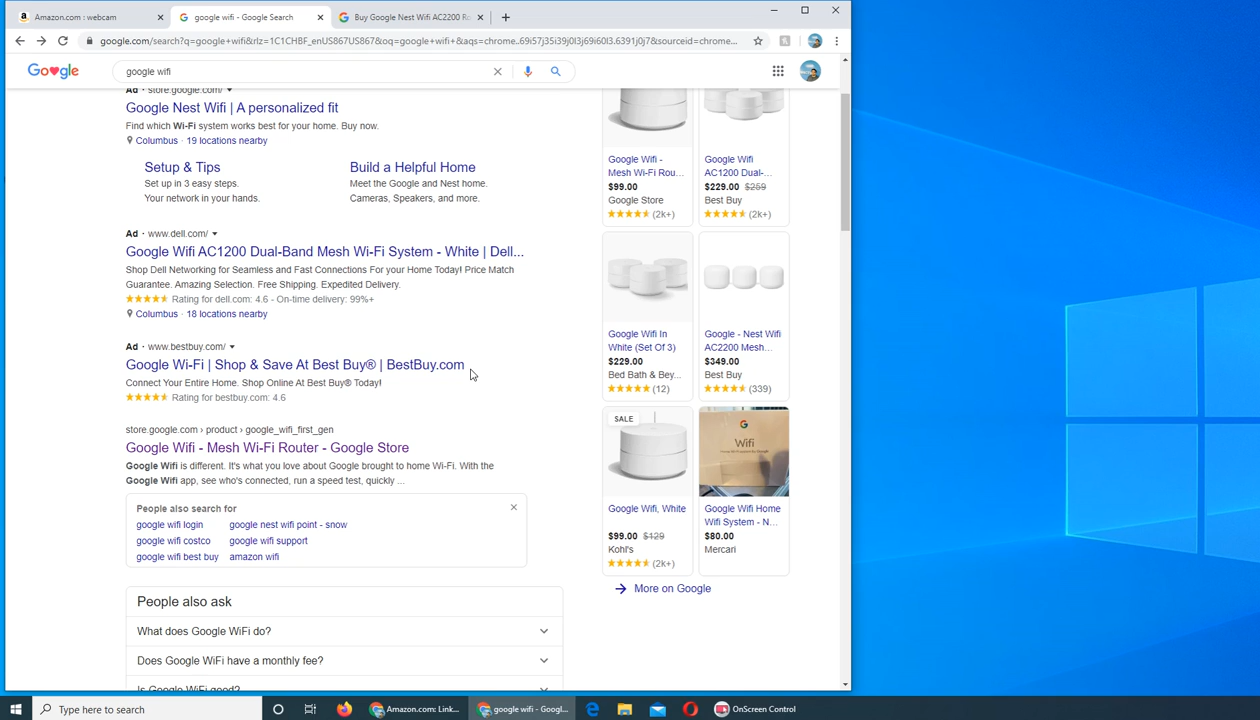 Amazon.com : webcam
google wifi - Google Search
Buy Google Nest Wifi AC2200 R
google.com/search?q=google+wifi&rlz=1C1CHBF_enUS867US867&oq=google+wifi+&aqs=chrome..69i57j35i39j0l3j69i60l3.6391j0j7&sourceid=chrome...
Google
google wifi
Ad · store.google.com/
Google Nest Wifi | A personalized fit
Find which Wi-Fi system works best for your home. Buy now.
Columbus · 19 locations nearby
Setup & Tips
Set up in 3 easy steps.
Your network in your hands.
Build a Helpful Home
Meet the Google and Nest home.
Cameras, Speakers, and more.
Ad · www.dell.com/
Google Wifi AC1200 Dual-Band Mesh Wi-Fi System - White | Dell...
Shop Dell Networking for Seamless and Fast Connections For your Home Today! Price Match
Guarantee. Amazing Selection. Free Shipping. Expedited Delivery.
Rating for dell.com: 4.6 - On-time delivery: 99%+
Columbus · 18 locations nearby
Ad · www.bestbuy.com/
Google Wi-Fi | Shop & Save At Best Buy® | BestBuy.com
Connect Your Entire Home. Shop Online At Best Buy® Today!
Rating for bestbuy.com: 4.6
store.google.com › product › google_wifi_first_gen
Google Wifi - Mesh Wi-Fi Router - Google Store
Google Wifi is different. It's what you love about Google brought to home Wi-Fi. With the
Google Wifi app, see who's connected, run a speed test, quickly ...
People also search for
google wifi login
google nest wifi point - snow
google wifi costco
google wifi support
google wifi best buy
amazon wifi
People also ask
What does Google WiFi do?
Does Google WiFi have a monthly fee?
Is Google WiFi good?
Google Wifi -
Mesh Wi-Fi Rou...
$99.00
Google Store
(2k+)
Google Wifi
AC1200 Dual-...
$229.00 $259
Best Buy
(2k+)
Google Wifi In
White (Set Of 3)
$229.00
Bed Bath & Bey...
(12)
Google - Nest Wifi
AC2200 Mesh...
$349.00
Best Buy
(339)
SALE
Google Wifi, White
$99.00 $129
Kohl's
(2k+)
Wifi
Google Wifi Home
Wifi System - N...
$80.00
Mercari
More on Google
Type here to search
Amazon.com: Link...
google wifi - Googl...
OnScreen Control